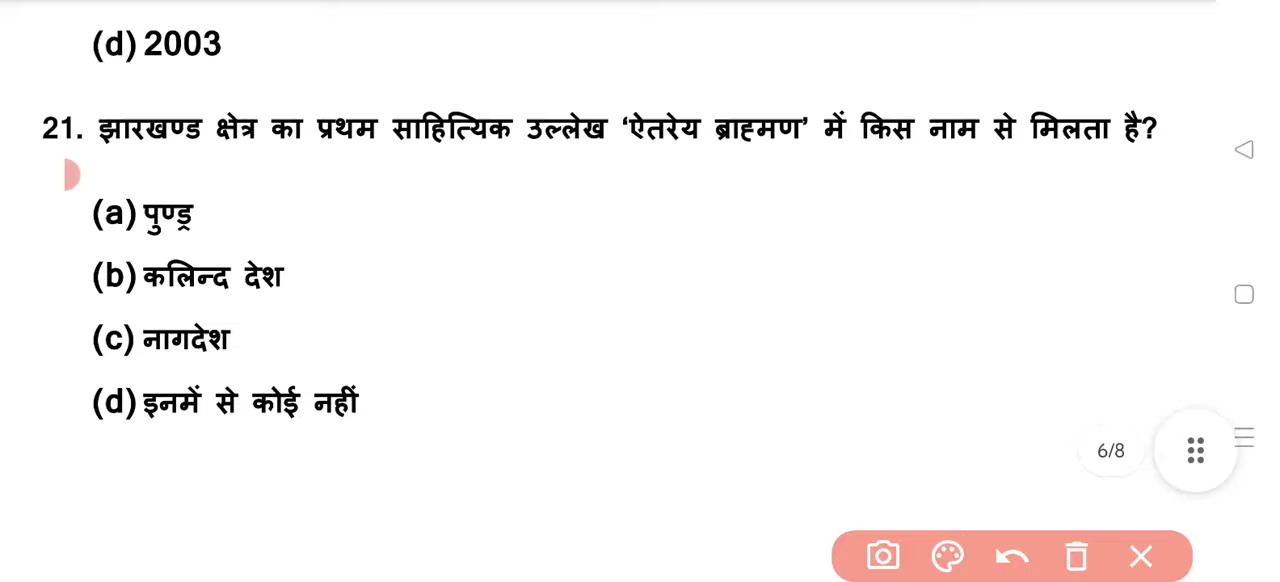 (d) 2003
21. झारखण्ड क्षेत्र का प्रथम साहित्यिक उल्लेख ‘ऐतरेय ब्राह्मण’ में किस नाम से मिलता है?
(a) पुण्ड्र
(b) कलिन्द देश
(c) नागदेश
(d) इनमें से कोई नहीं
6/8